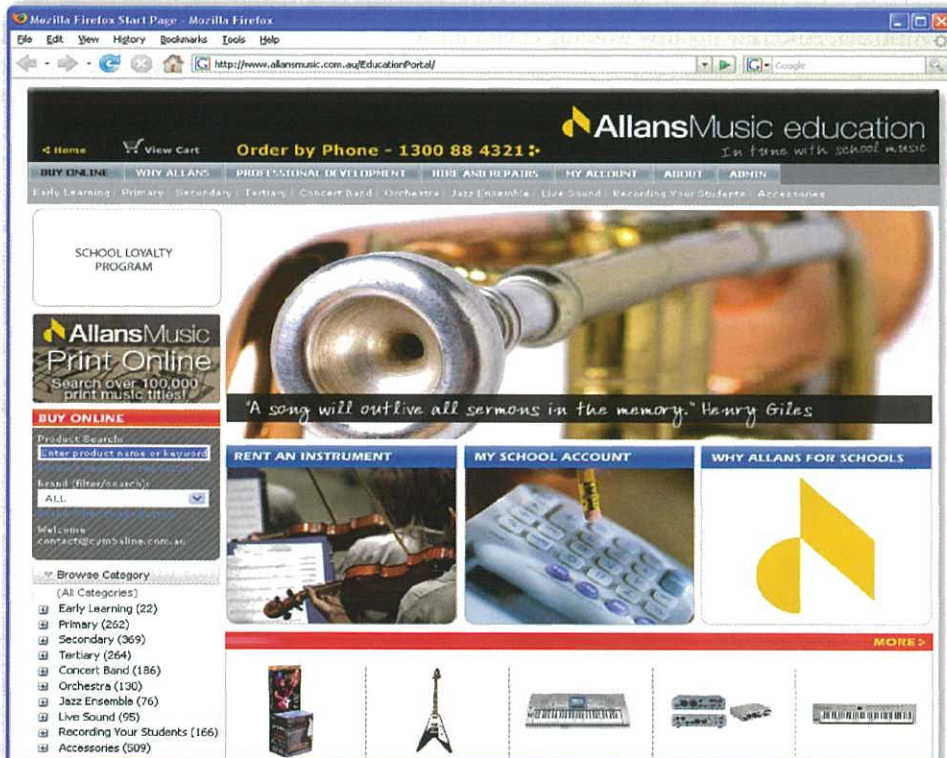 Mozilla Firefox Start Page - Mozilla Firefox
File Edit View History Bookmarks Tools Help
http://www.allansmusic.com.au/EducationPortal/
Google
AllansMusic education
In tune with school music
< Home
View Cart
Order by Phone - 1300 88 4321
BUY ONLINE WHY ALLANS PROFESSIONAL DEVELOPMENT HIRE AND REPAIRS MY ACCOUNT ABOUT ADMIN
Early Learning | Primary | Secondary | Tertiary | Concert Band | Orchestra | Jazz Ensemble | Live Sound | Recording Your Students | Accessories
SCHOOL LOYALTY
PROGRAM
AllansMusic
Print Online
Search over 100,000
print music titles!
"A song will outlive all sermons in the memory." Henry Giles
BUY ONLINE
Product Search:
Enter product name or keyword
Brand (filter/search):
ALL
Welcome
contact@cymbaline.com.au
RENT AN INSTRUMENT
MY SCHOOL ACCOUNT
WHY ALLANS FOR SCHOOLS
Browse Category
(All Categories)
Early Learning (22)
Primary (262)
Secondary (369)
Tertiary (264)
Concert Band (186)
Orchestra (130)
Jazz Ensemble (76)
Live Sound (95)
Recording Your Students (166)
Accessories (509)
MORE >